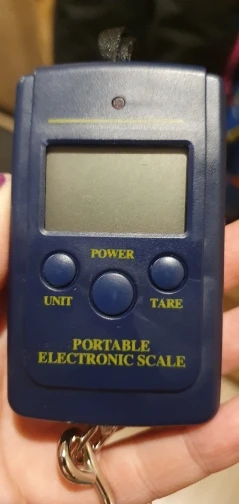 POWER
UNIT TARE
PORTABLE
ELECTRONIC SCALE